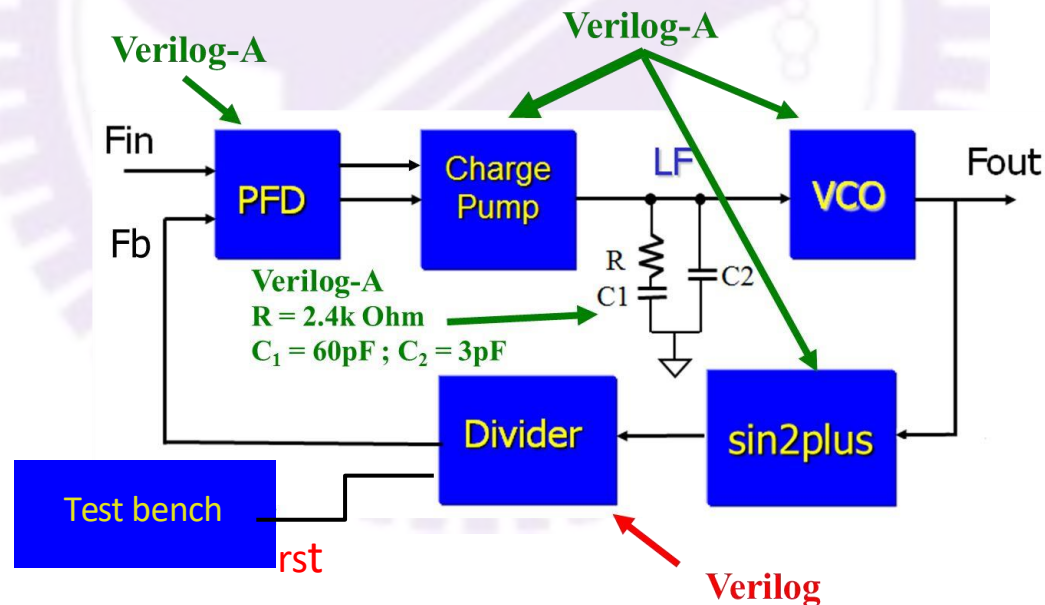 Verilog-A
Verilog-A
Fin
Fb
PFD
Charge
Pump
LF
VCO
Fout
R
C1
C2
Verilog-A
R = 2.4k Ohm
C₁ = 60pF ; C₂ = 3pF
Divider
sin2plus
Test bench
rst
Verilog